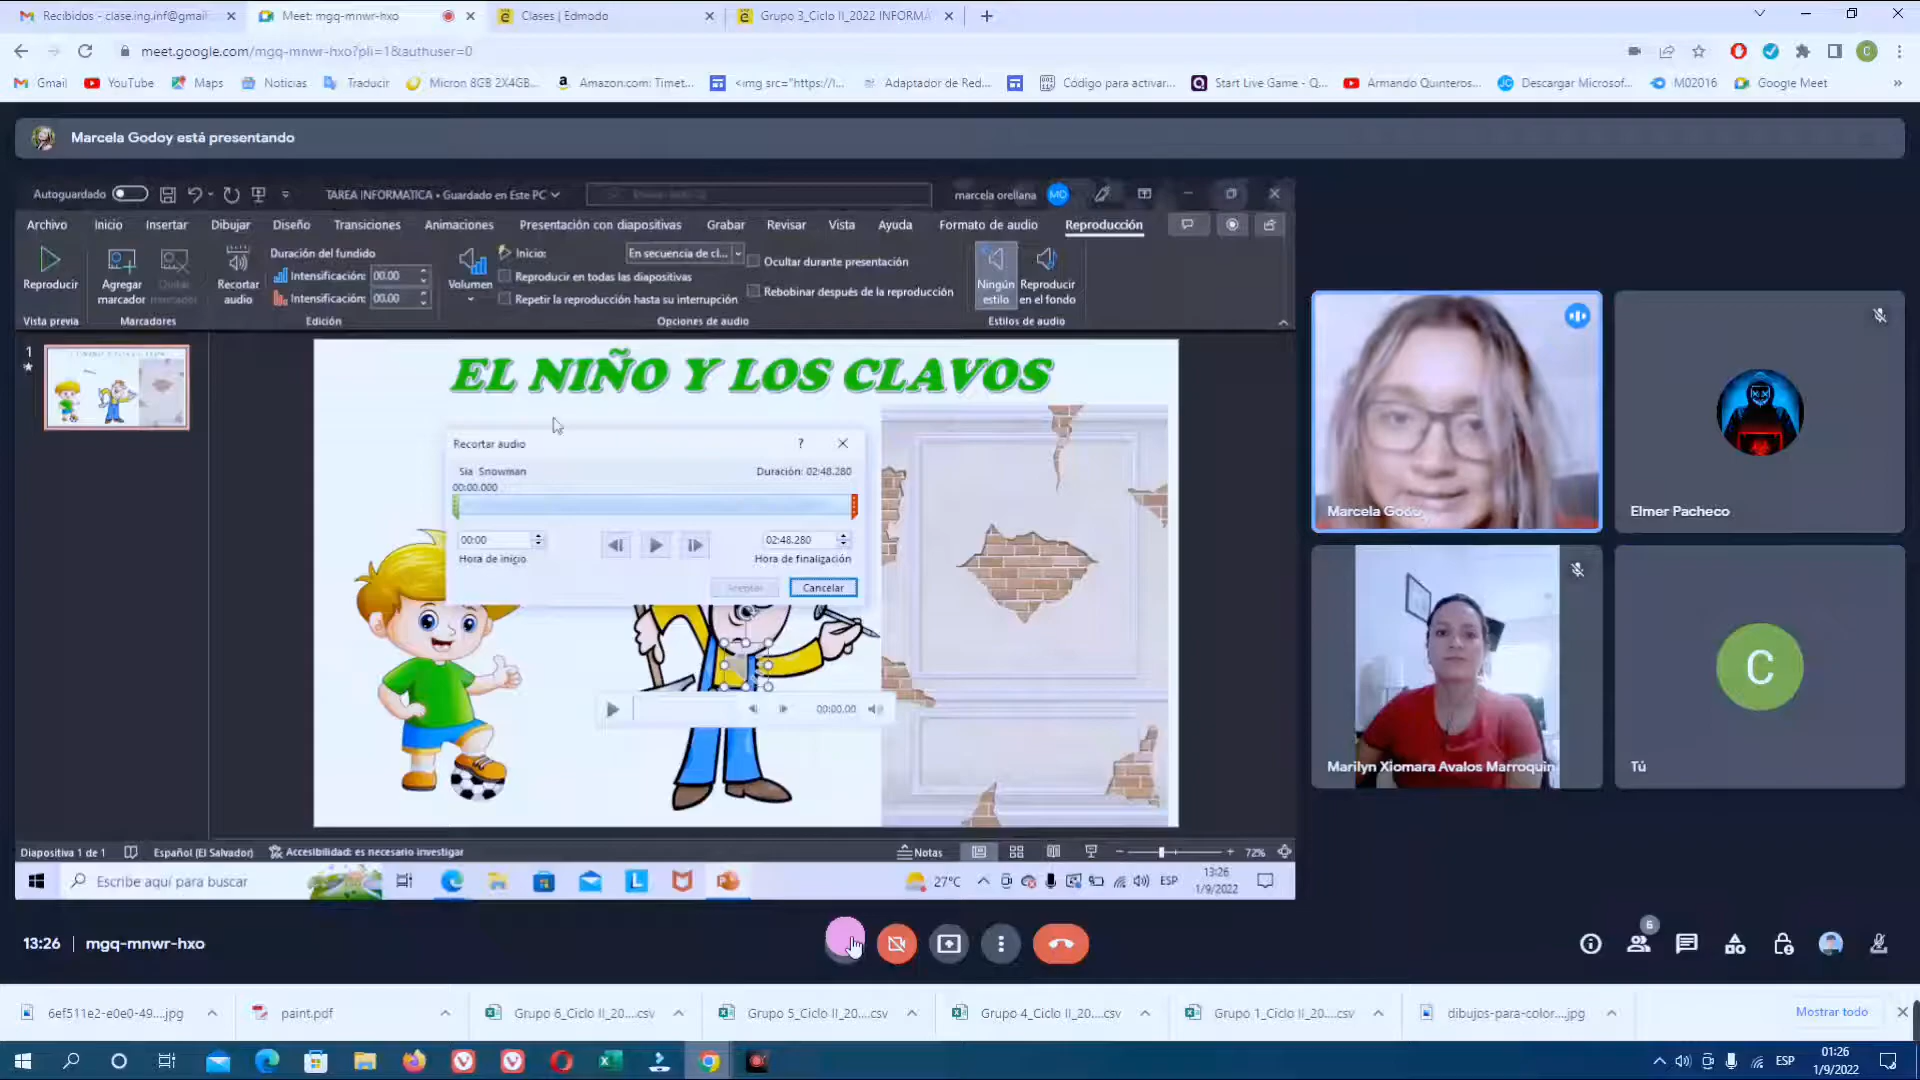 Recibidos - clase.ing.inf@gmail
Meet: mgq-mnwr-hxo
Clases | Edmodo
Grupo 3_Ciclo II_2022 INFORMÁ
meet.google.com/mgq-mnwr-hxo?pli=1&authuser=0
C
Gmail
YouTube
Maps
Noticias
Traducir
Micron 8GB 2X4GB...
Amazon.com: Timet...
<img src="https://l...
Adaptador de Red...
Código para activar...
Start Live Game - Q...
Armando Quinteros...
Descargar Microsof...
M02016
Google Meet
Marcela Godoy está presentando
Autoguardado
TAREA INFORMATICA • Guardado en Este PC
marcela orellana
MO
Archivo
Inicio
Insertar
Dibujar
Diseño
Transiciones
Animaciones
Presentación con diapositivas
Grabar
Revisar
Vista
Ayuda
Formato de audio
Reproducción
Reproducir
Agregar marcador
Quitar marcador
Recortar audio
Duración del fundido
Intensificación: 00.00
Intensificación: 00.00
Volumen
Inicio:
En secuencia de cl...
Reproducir en todas las diapositivas
Repetir la reproducción hasta su interrupción
Ocultar durante presentación
Rebobinar después de la reproducción
Ningún estilo
Reproducir en el fondo
Vista previa
Marcadores
Edición
Opciones de audio
Estilos de audio
1
EL NIÑO Y LOS CLAVOS
Recortar audio
?
Sia Snowman
Duración: 02:48.280
00:00.000
00:00
02:48.280
Hora de inicio
Hora de finalización
Aceptar
Cancelar
00:00.00
Diapositiva 1 de 1
Español (El Salvador)
Accesibilidad: es necesario investigar
Notas
72%
Escribe aquí para buscar
27°C
ESP
13:26
1/9/2022
Marcela Godo
Elmer Pacheco
Marilyn Xiomara Avalos Marroquin
C
Tú
13:26 | mgq-mnwr-hxo
6
6ef511e2-e0e0-49....jpg
paint.pdf
Grupo 6_Ciclo II_20....csv
Grupo 5_Ciclo II_20....csv
Grupo 4_Ciclo II_20....csv
Grupo 1_Ciclo II_20....csv
dibujos-para-color....jpg
Mostrar todo
ESP
01:26
1/9/2022